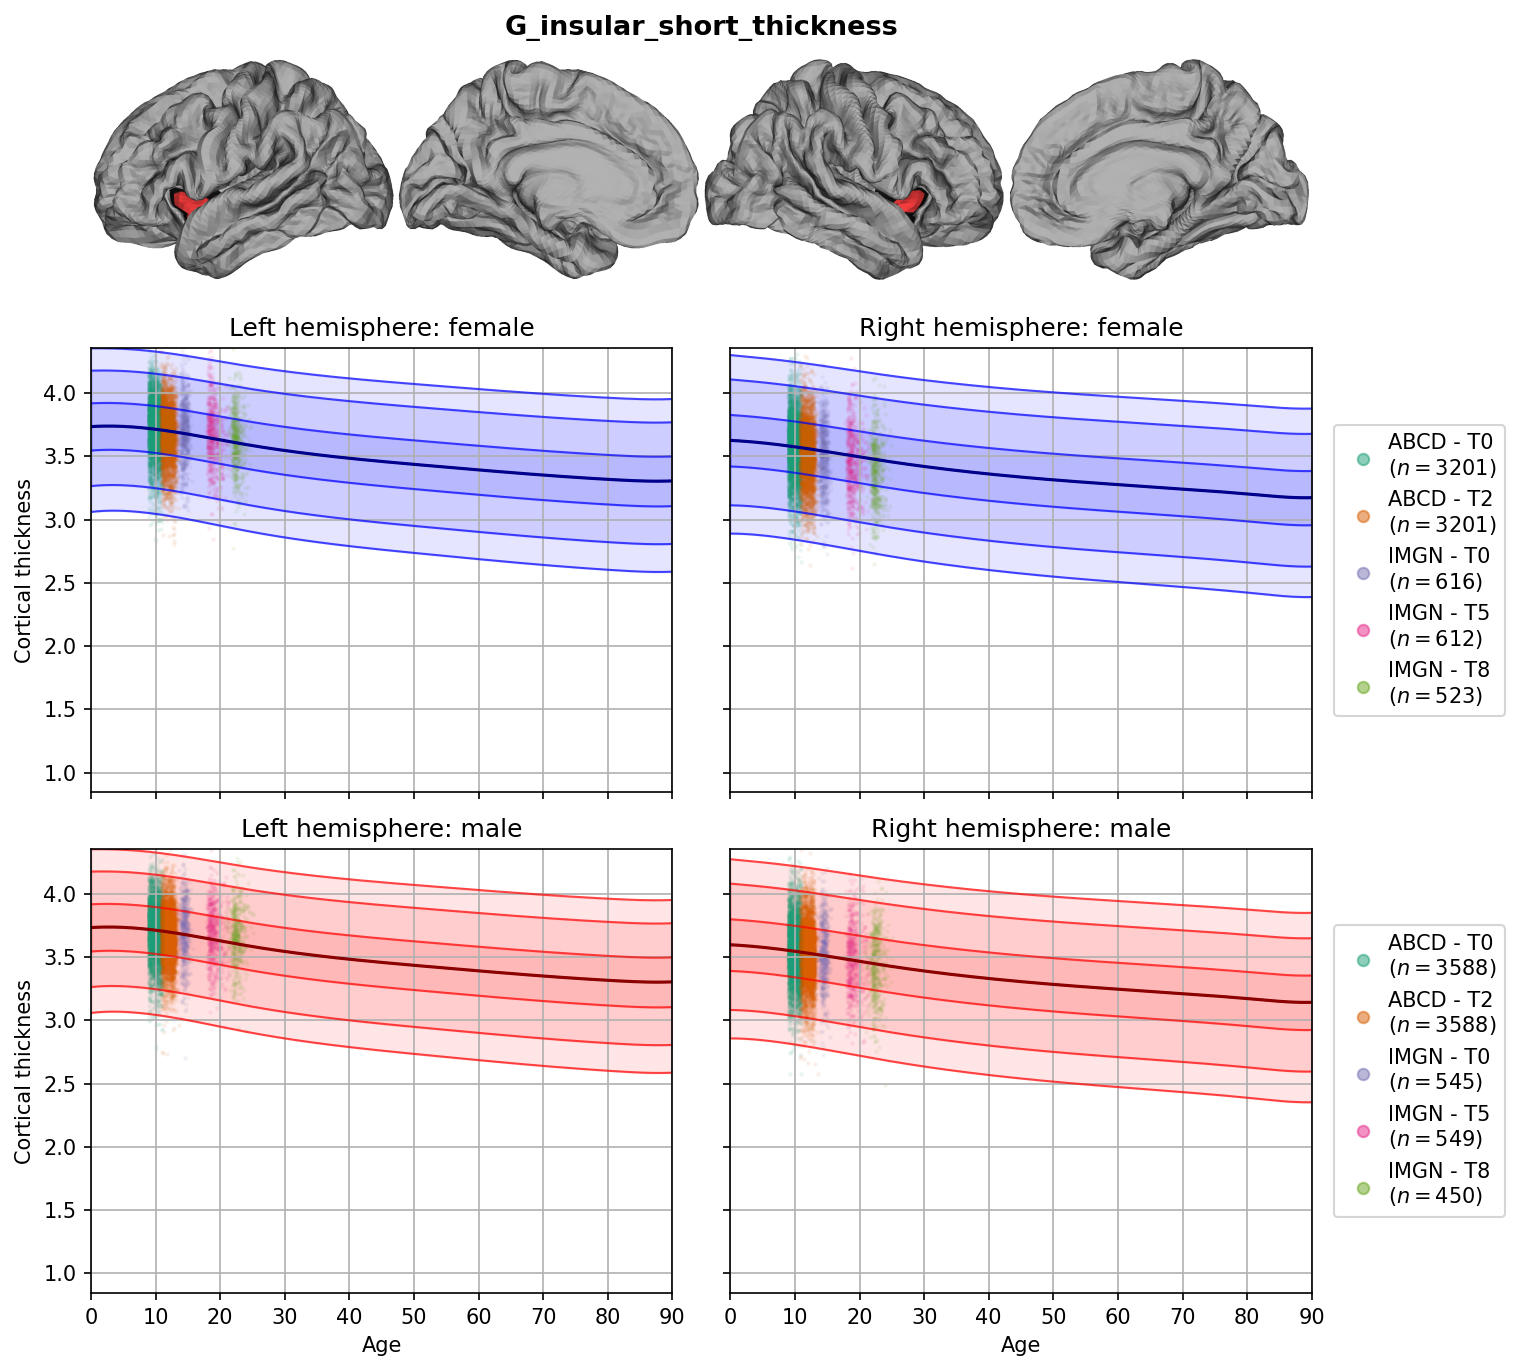 G_insular_short_thickness
Left hemisphere: female
Right hemisphere: female
Cortical thickness
4.0
3.5
3.0
2.5
2.0
1.5
1.0
ABCD - T0
(n = 3201)
ABCD - T2
(n = 3201)
IMGN - T0
(n = 616)
IMGN - T5
(n = 612)
IMGN - T8
(n = 523)
Left hemisphere: male
Right hemisphere: male
Cortical thickness
4.0
3.5
3.0
2.5
2.0
1.5
1.0
ABCD - T0
(n = 3588)
ABCD - T2
(n = 3588)
IMGN - T0
(n = 545)
IMGN - T5
(n = 549)
IMGN - T8
(n = 450)
0 10 20 30 40 50 60 70 80 90
0 10 20 30 40 50 60 70 80 90
Age
Age